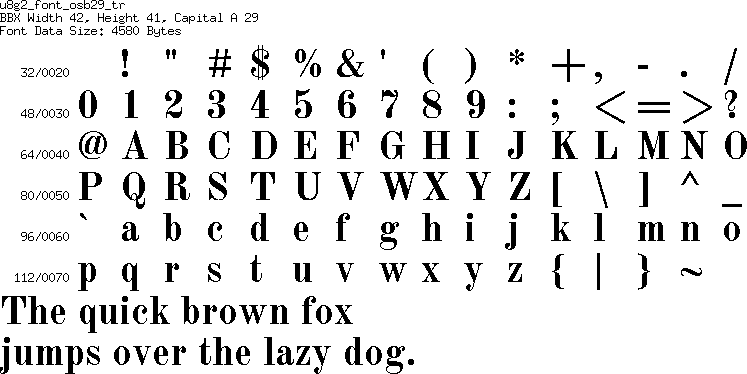 u8g2_font_osb29_tr
BBX Width 42, Height 41, Capital A 29
Font Data Size: 4580 Bytes
32/0020 ! " # $ % & ' ( ) * + , - . /
48/0030 0 1 2 3 4 5 6 7 8 9 : ; < = > ?
64/0040 @ A B C D E F G H I J K L M N O
80/0050 P Q R S T U V W X Y Z [ \ ] ^ _
96/0060 ` a b c d e f g h i j k l m n o
112/0070 p q r s t u v w x y z { | } ~
The quick brown fox
jumps over the lazy dog.